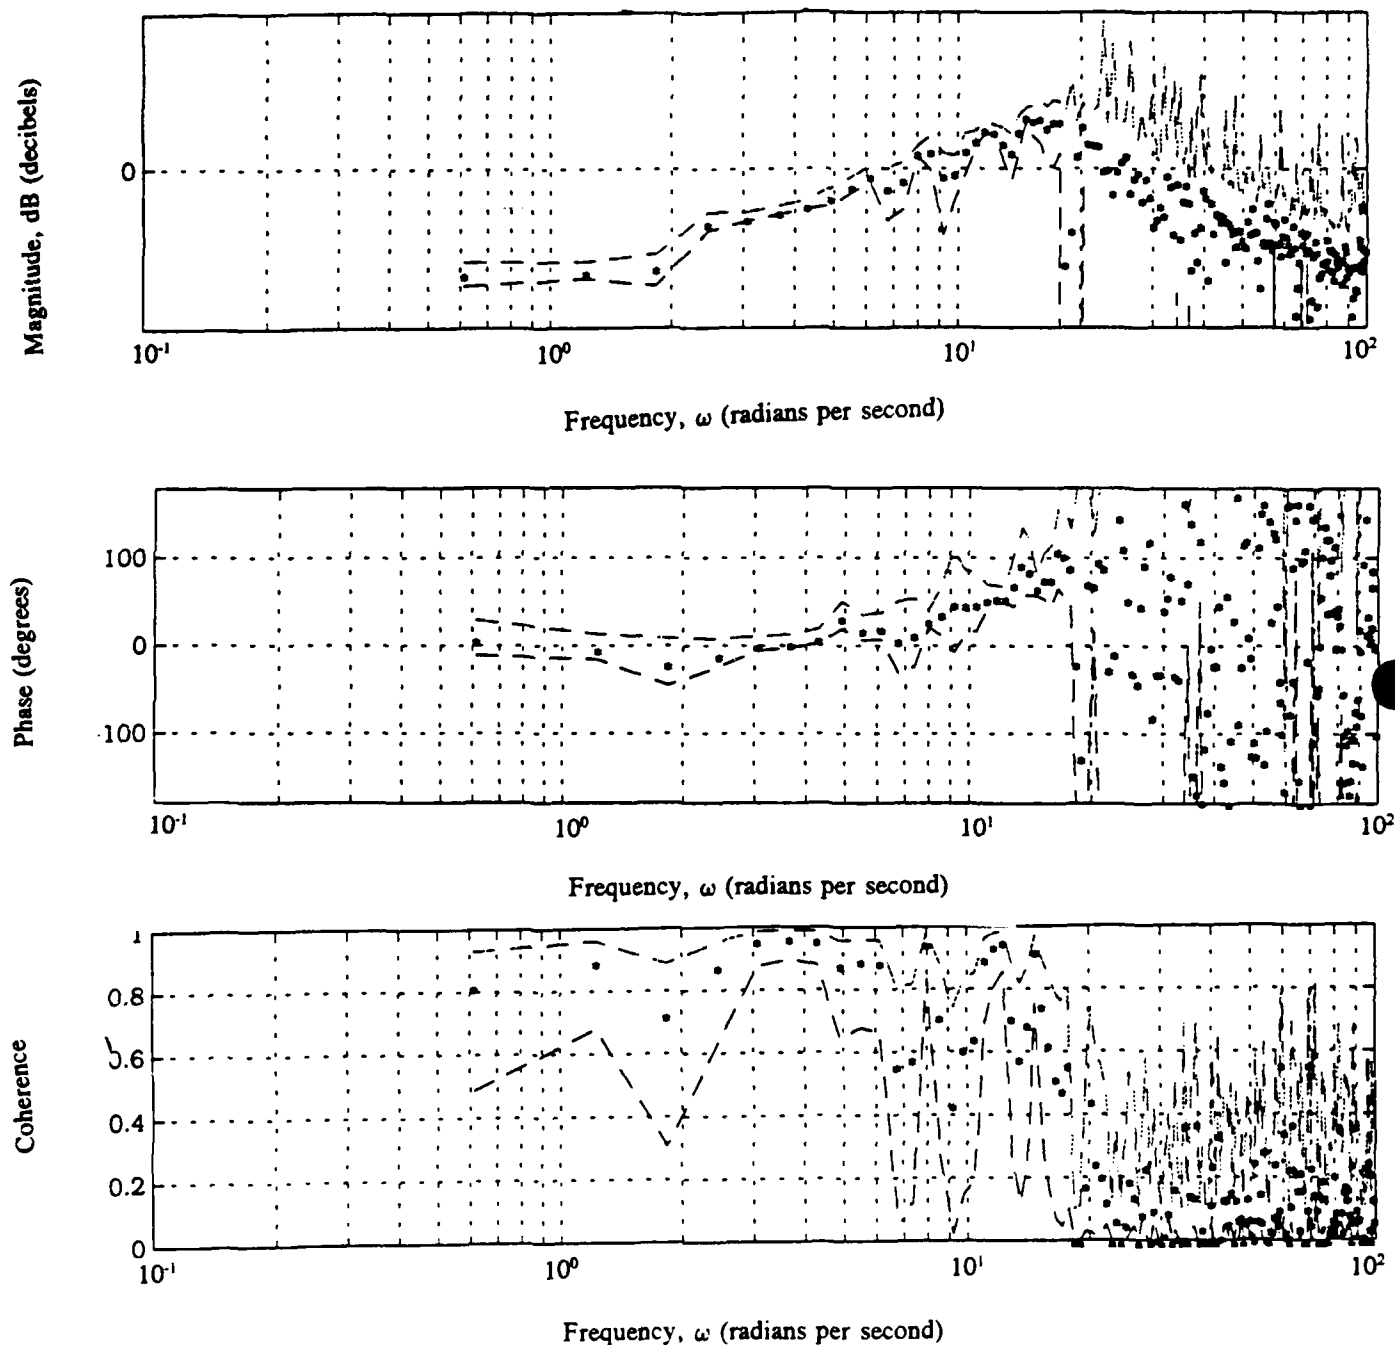 Magnitude, dB (decibels)
0
10⁻¹ 10⁰ 10¹ 10²
Frequency, ω (radians per second)
Phase (degrees)
100
0
-100
10⁻¹ 10⁰ 10¹ 10²
Frequency, ω (radians per second)
Coherence
1
0.8
0.6
0.4
0.2
0
10⁻¹ 10⁰ 10¹ 10²
Frequency, ω (radians per second)